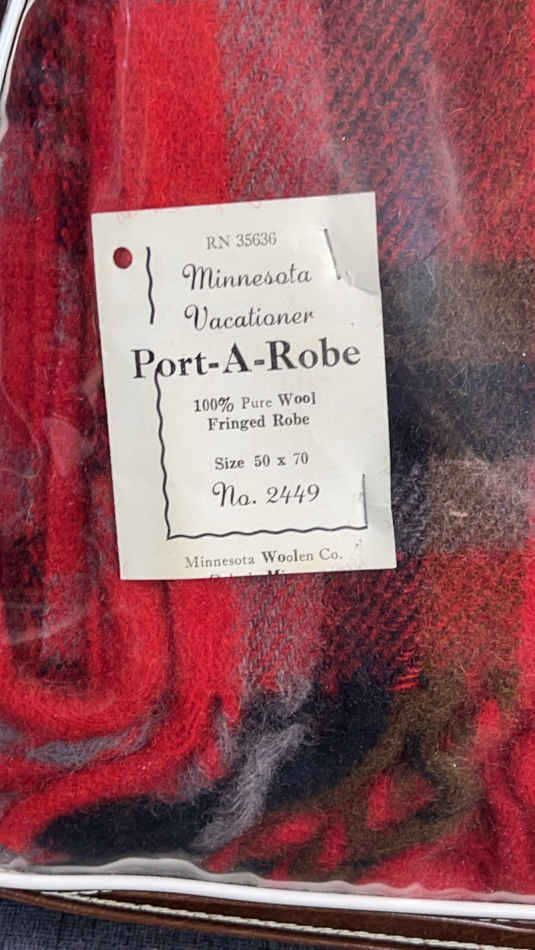 RN 35636
Minnesota
Vacationer
Port-A-Robe
100% Pure Wool
Fringed Robe
Size 50 x 70
No. 2449
Minnesota Woolen Co.